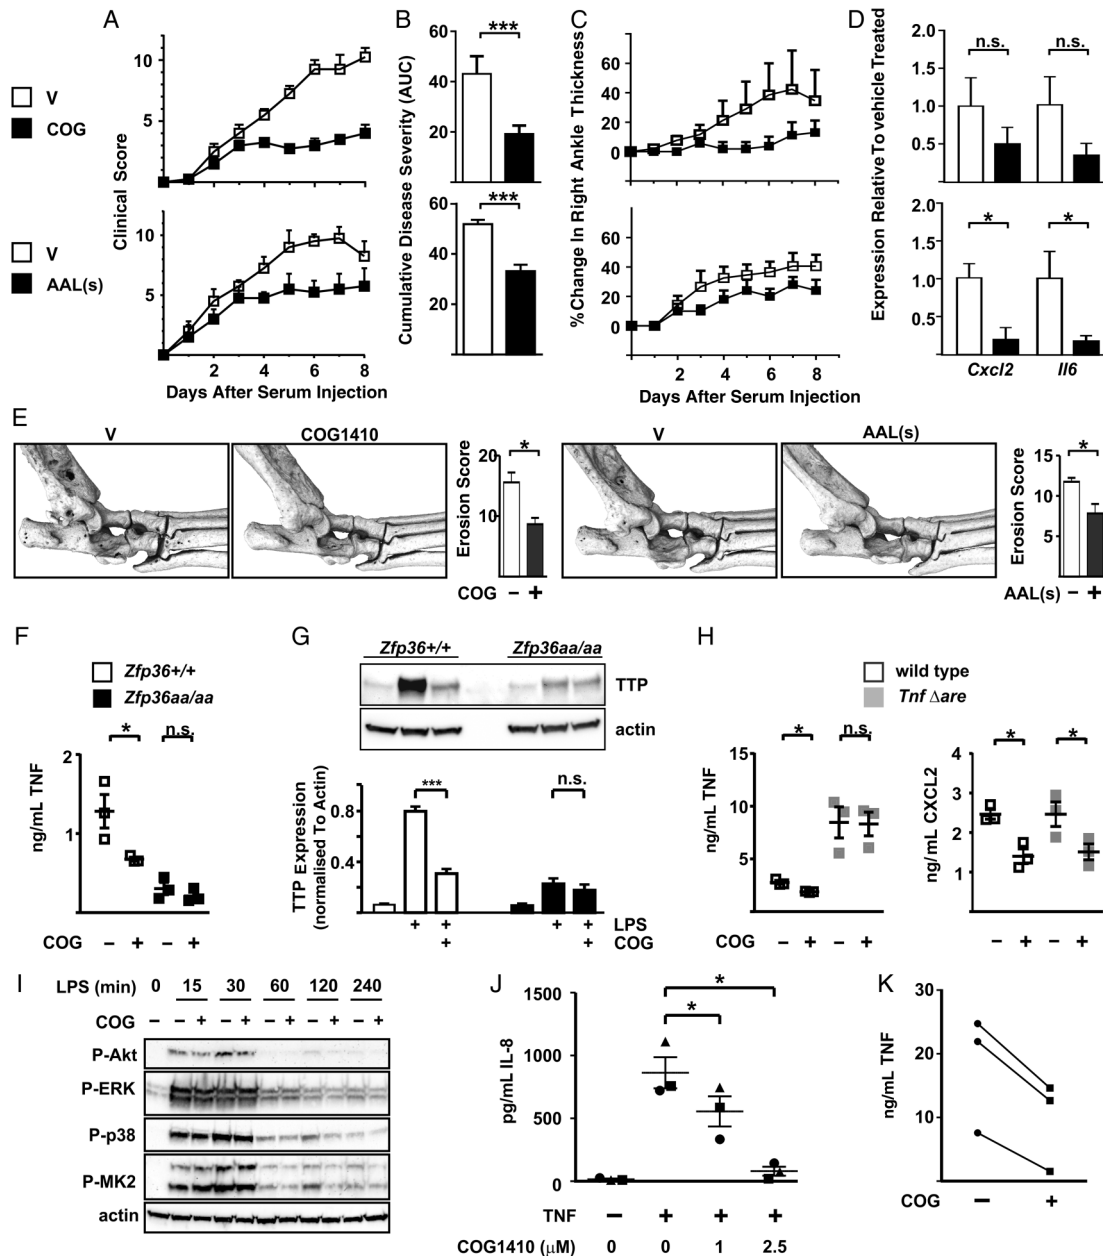 A
B
C
D
V
COG
V
AAL(s)
Clinical Score
10
5
10
5
2 4 6 8
Days After Serum Injection
Cumulative Disease Severity (AUC)
60
40
20
0
***
60
40
20
0
***
%Change In Right Ankle Thickness
60
40
20
0
60
40
20
0
2 4 6 8
Days After Serum Injection
Expression Relative To vehicle Treated
2.0
1.5
1.0
0.5
n.s. n.s.
2.0
1.5
1.0
0.5
* *
Cxcl2 Il6
E
V COG1410
Erosion Score
20
10
*
COG – +
V AAL(s)
Erosion Score
15
10
5
*
AAL(s) – +
F
Zfp36+/+
Zfp36aa/aa
* n.s.
ng/mL TNF
2
1
COG – + – +
G
Zfp36+/+ Zfp36aa/aa
TTP
actin
TTP Expression
(normalised To Actin)
0.8
0.4
*** n.s.
+ + + + LPS
+ + COG
H
wild type
Tnf Δare
ng/mL TNF
15
10
5
* n.s.
COG – + – +
ng/mL CXCL2
4
3
2
1
* *
– + – +
I
LPS (min) 0 15 30 60 120 240
COG – – + – + – + – + – +
P-Akt
P-ERK
P-p38
P-MK2
actin
J
pg/mL IL-8
1500
1000
500
0
*
*
TNF – + + +
COG1410 (μM) 0 0 1 2.5
K
ng/mL TNF
30
20
10
0
COG – +